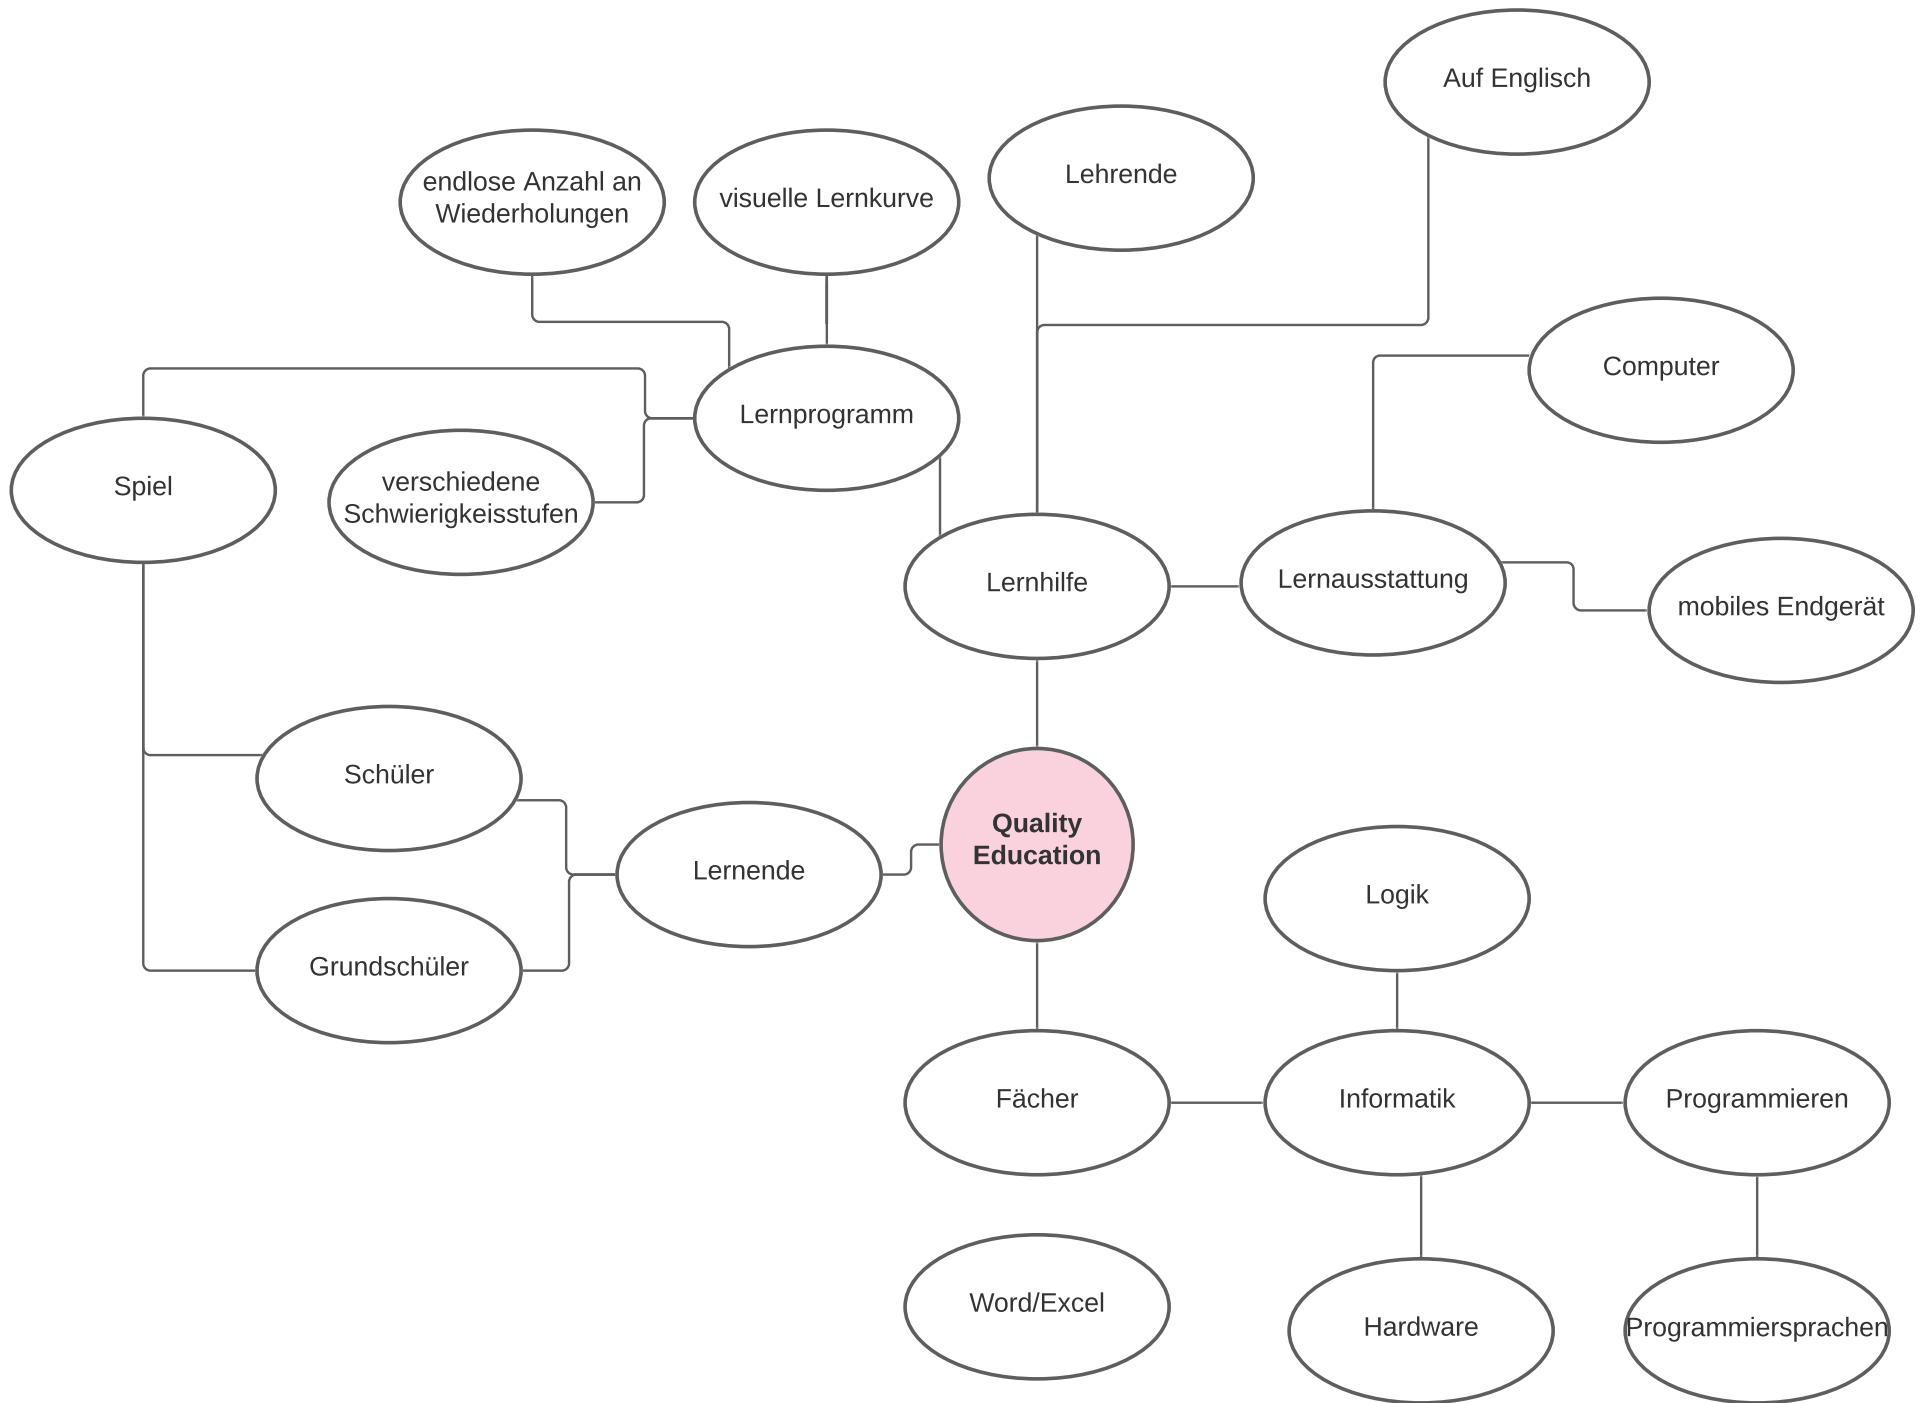 Auf Englisch
Lehrende
endlose Anzahl an
Wiederholungen
visuelle Lernkurve
Computer
Lernprogramm
Spiel
verschiedene
Schwierigkeisstufen
Lernhilfe
Lernausstattung
mobiles Endgerät
Schüler
Quality
Education
Lernende
Logik
Grundschüler
Fächer
Informatik
Programmieren
Word/Excel
Hardware
Programmiersprachen